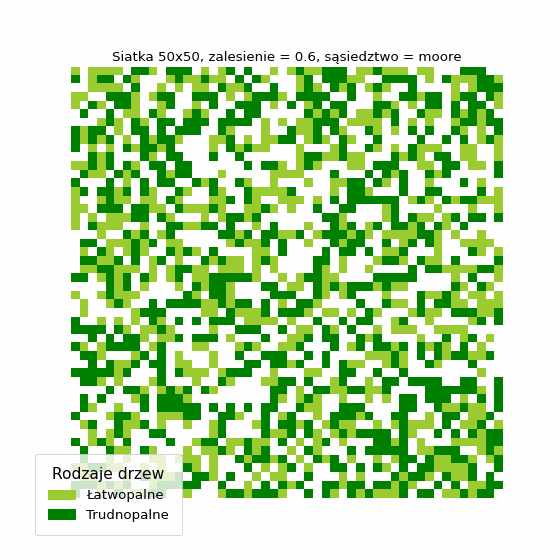 Siatka 50x50, zalesienie = 0.6, sąsiedztwo = moore
Rodzaje drzew
Łatwopalne
Trudnopalne